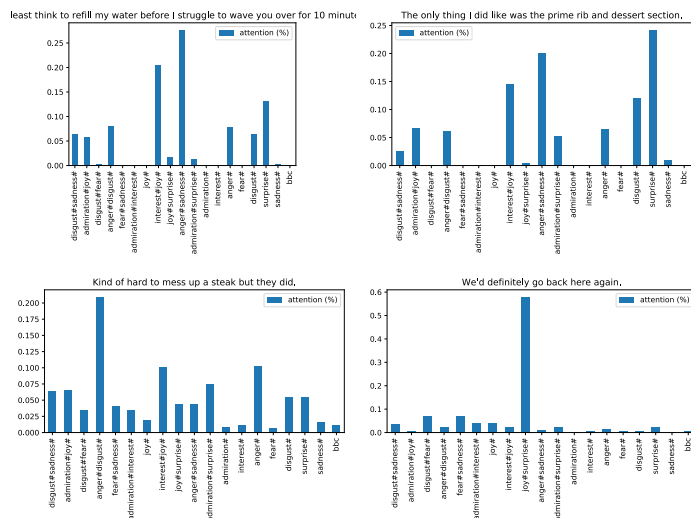 least think to refill my water before I struggle to wave you over for 10 minute
attention (%)
0.25
0.20
0.15
0.10
0.05
0.00
disgust#sadness#
admiration#joy#
disgust#fear#
anger#disgust#
fear#sadness#
admiration#interest#
joy#
interest#joy#
joy#surprise#
anger#sadness#
admiration#surprise#
admiration#
interest#
anger#
fear#
disgust#
surprise#
sadness#
bbc
The only thing I did like was the prime rib and dessert section.
attention (%)
0.25
0.20
0.15
0.10
0.05
0.00
disgust#sadness#
admiration#joy#
disgust#fear#
anger#disgust#
fear#sadness#
admiration#interest#
joy#
interest#joy#
joy#surprise#
anger#sadness#
admiration#surprise#
admiration#
interest#
anger#
fear#
disgust#
surprise#
sadness#
bbc
Kind of hard to mess up a steak but they did.
attention (%)
0.200
0.175
0.150
0.125
0.100
0.075
0.050
0.025
0.000
disgust#sadness#
admiration#joy#
disgust#fear#
anger#disgust#
fear#sadness#
admiration#interest#
joy#
interest#joy#
joy#surprise#
anger#sadness#
admiration#surprise#
admiration#
interest#
anger#
fear#
disgust#
surprise#
sadness#
bbc
We'd definitely go back here again.
attention (%)
0.6
0.5
0.4
0.3
0.2
0.1
0.0
disgust#sadness#
admiration#joy#
disgust#fear#
anger#disgust#
fear#sadness#
admiration#interest#
joy#
interest#joy#
joy#surprise#
anger#sadness#
admiration#surprise#
admiration#
interest#
anger#
fear#
disgust#
surprise#
sadness#
bbc